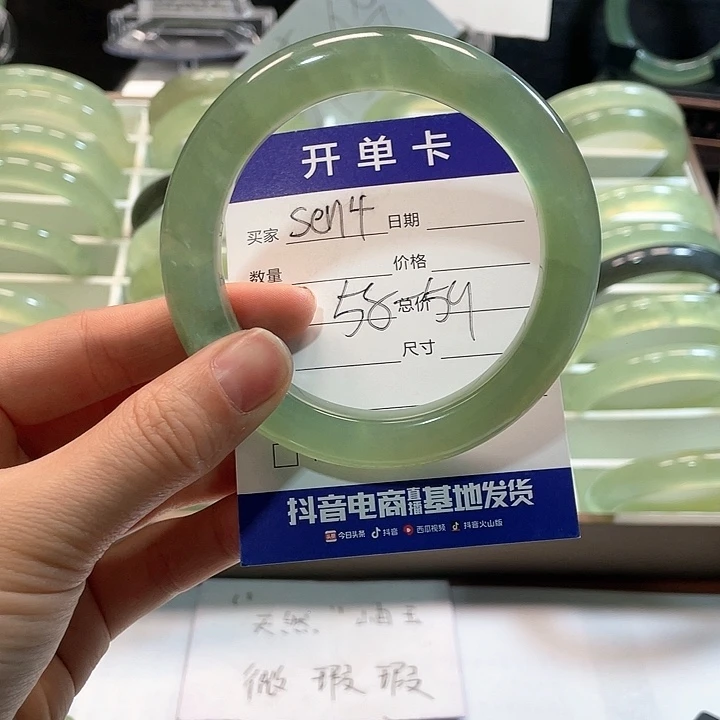 开单卡
买家 sen4 日期
数量 价格
58-59 总价
尺寸
抖音电商直播基地发货
今日头条 抖音 西瓜视频 抖音火山版
"天然"岫玉
微瑕瑕